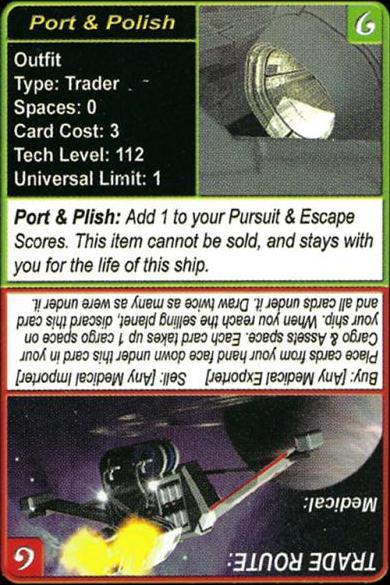 Port & Polish
G
Outfit
Type: Trader
Spaces: 0
Card Cost: 3
Tech Level: 112
Universal Limit: 1
Port & Plish: Add 1 to your Pursuit & Escape
Scores. This item cannot be sold, and stays with
you for the life of this ship.
TRADE ROUTE:
G
Medical:
Buy: [Any Medical Exporter] Sell: [Any Medical Importer]
Place cards from your hand face down under this card in your
Cargo & Assets space. Each card takes up 1 cargo space on
your ship. When you reach the selling planet, discard this card
and all cards under it. Draw twice as many as were under it.